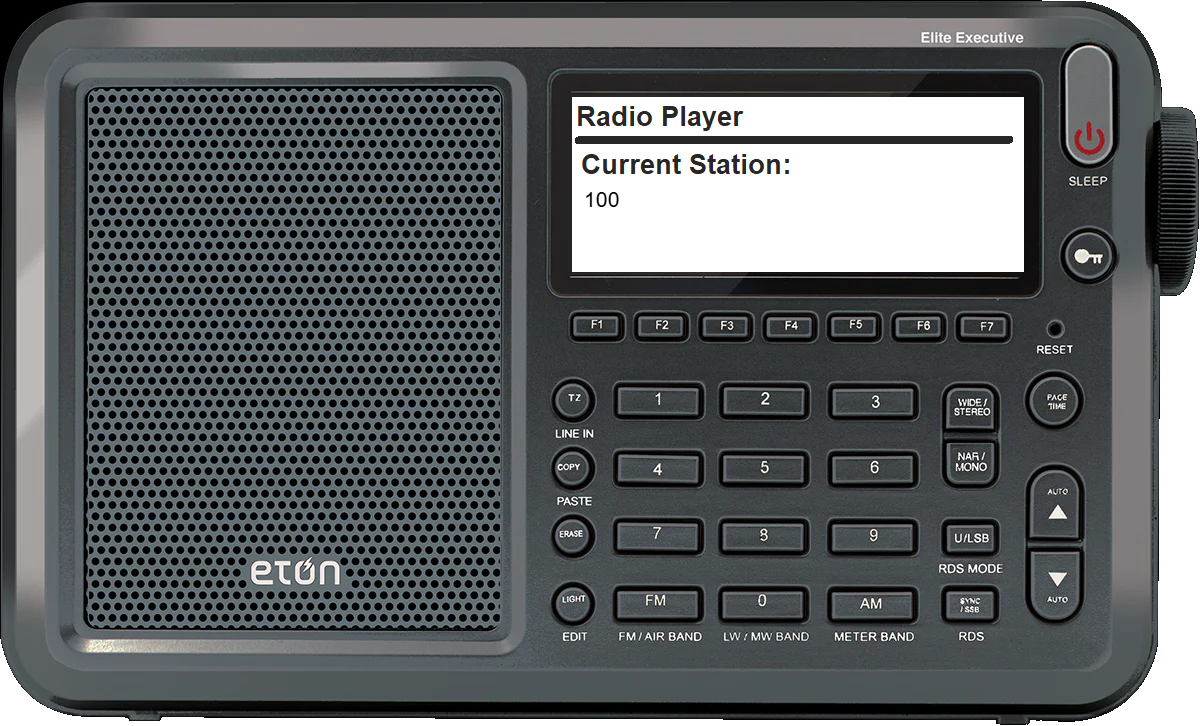 Elite Executive
Radio Player
Current Station:
100
SLEEP
F1 F2 F3 F4 F5 F6 F7
RESET
TZ 1 2 3 WIDE / STEREO PAGE TIME
LINE IN
COPY 4 5 6 NAR / MONO
PASTE
AUTO
ERASE 7 8 9 U/LSB
RDS MODE
etón
LIGHT FM 0 AM SYNC / SSB AUTO
EDIT FM / AIR BAND LW / MW BAND METER BAND RDS